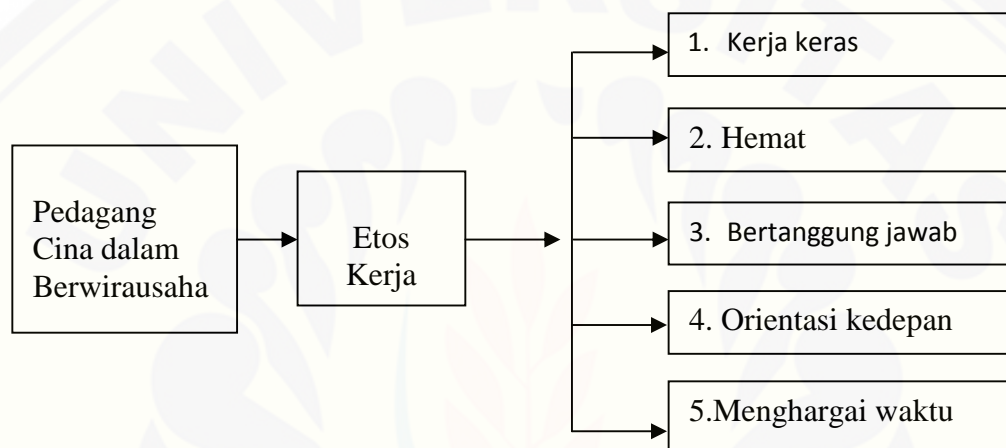 1. Kerja keras
2. Hemat
Pedagang
Cina dalam
Berwirausaha
Etos
Kerja
3. Bertanggung jawab
4. Orientasi kedepan
5.Menghargai waktu
UNIVERSITAS